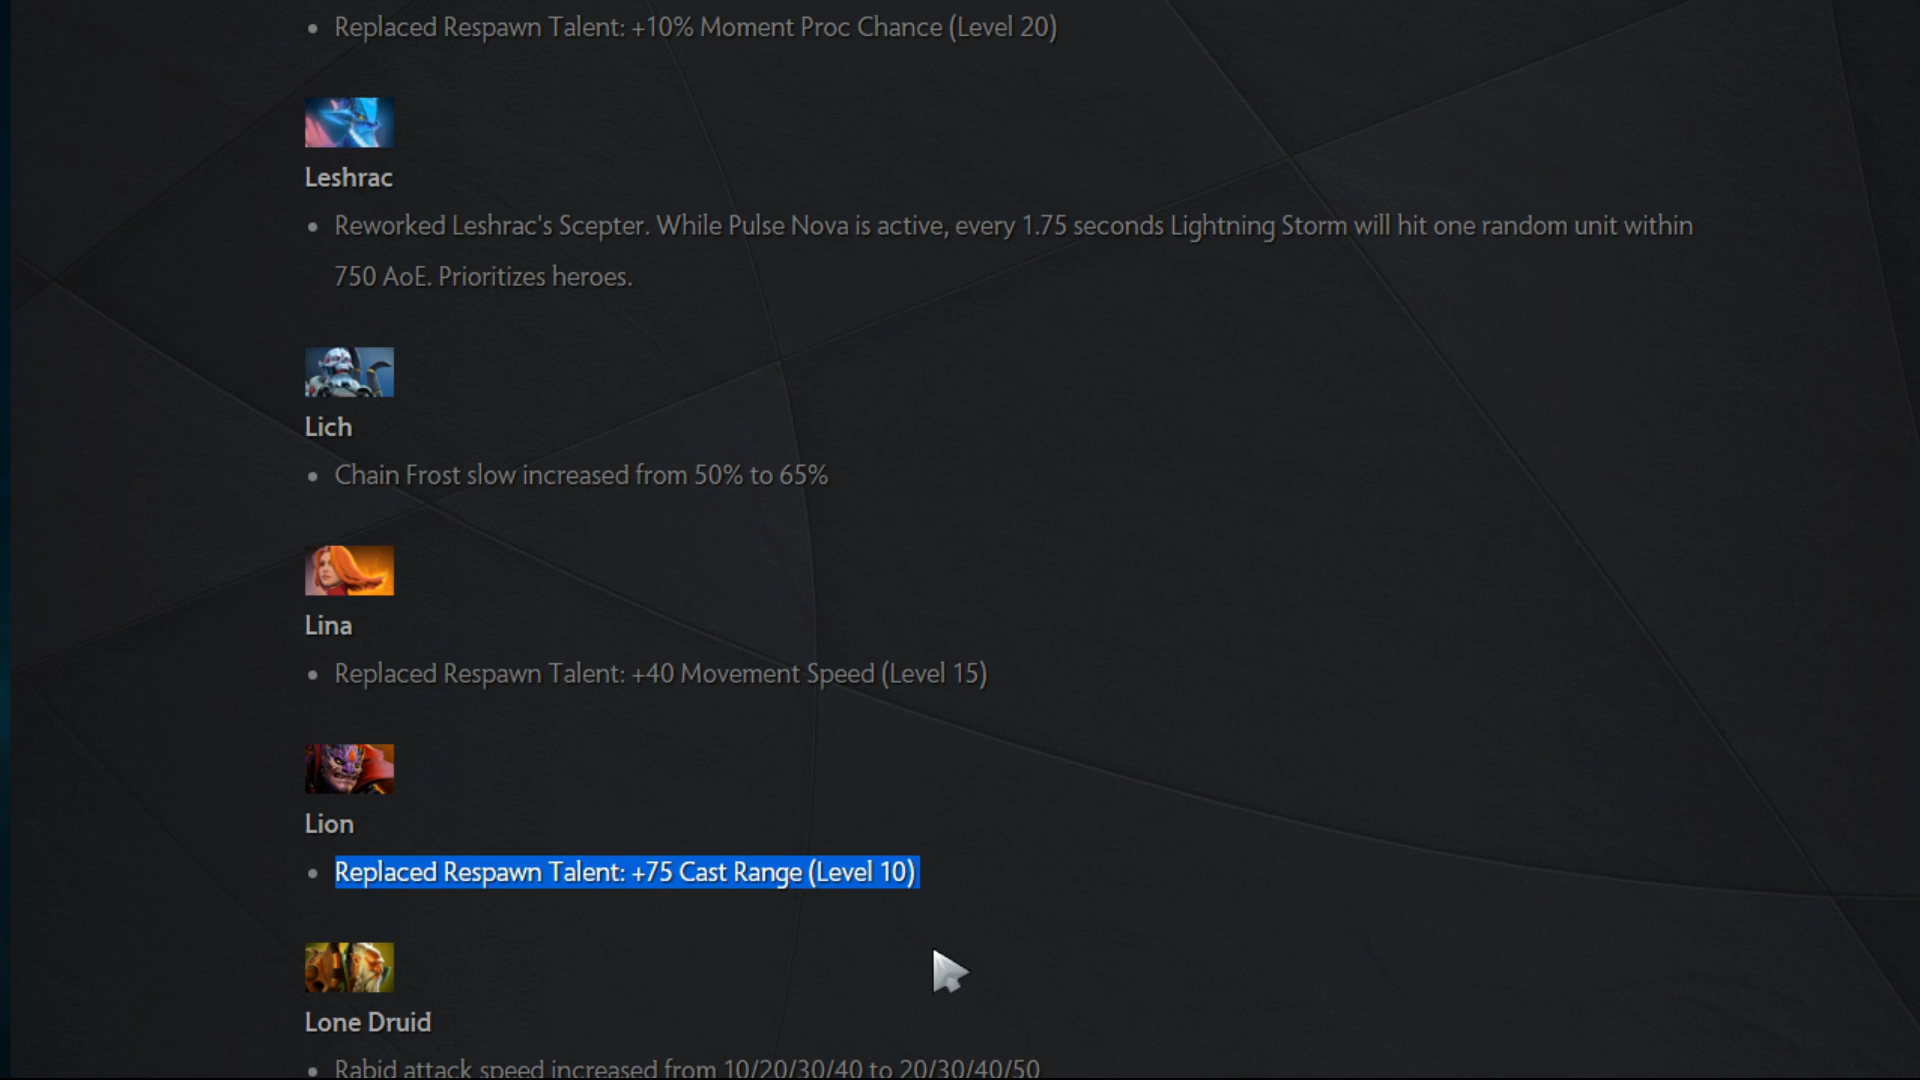 Replaced Respawn Talent: +10% Moment Proc Chance (Level 20)
Leshrac
Reworked Leshrac's Scepter. While Pulse Nova is active, every 1.75 seconds Lightning Storm will hit one random unit within
750 AoE. Prioritizes heroes.
Lich
Chain Frost slow increased from 50% to 65%
Lina
Replaced Respawn Talent: +40 Movement Speed (Level 15)
Lion
Replaced Respawn Talent: +75 Cast Range (Level 10)
Lone Druid
Rabid attack speed increased from 10/20/30/40 to 20/30/40/50